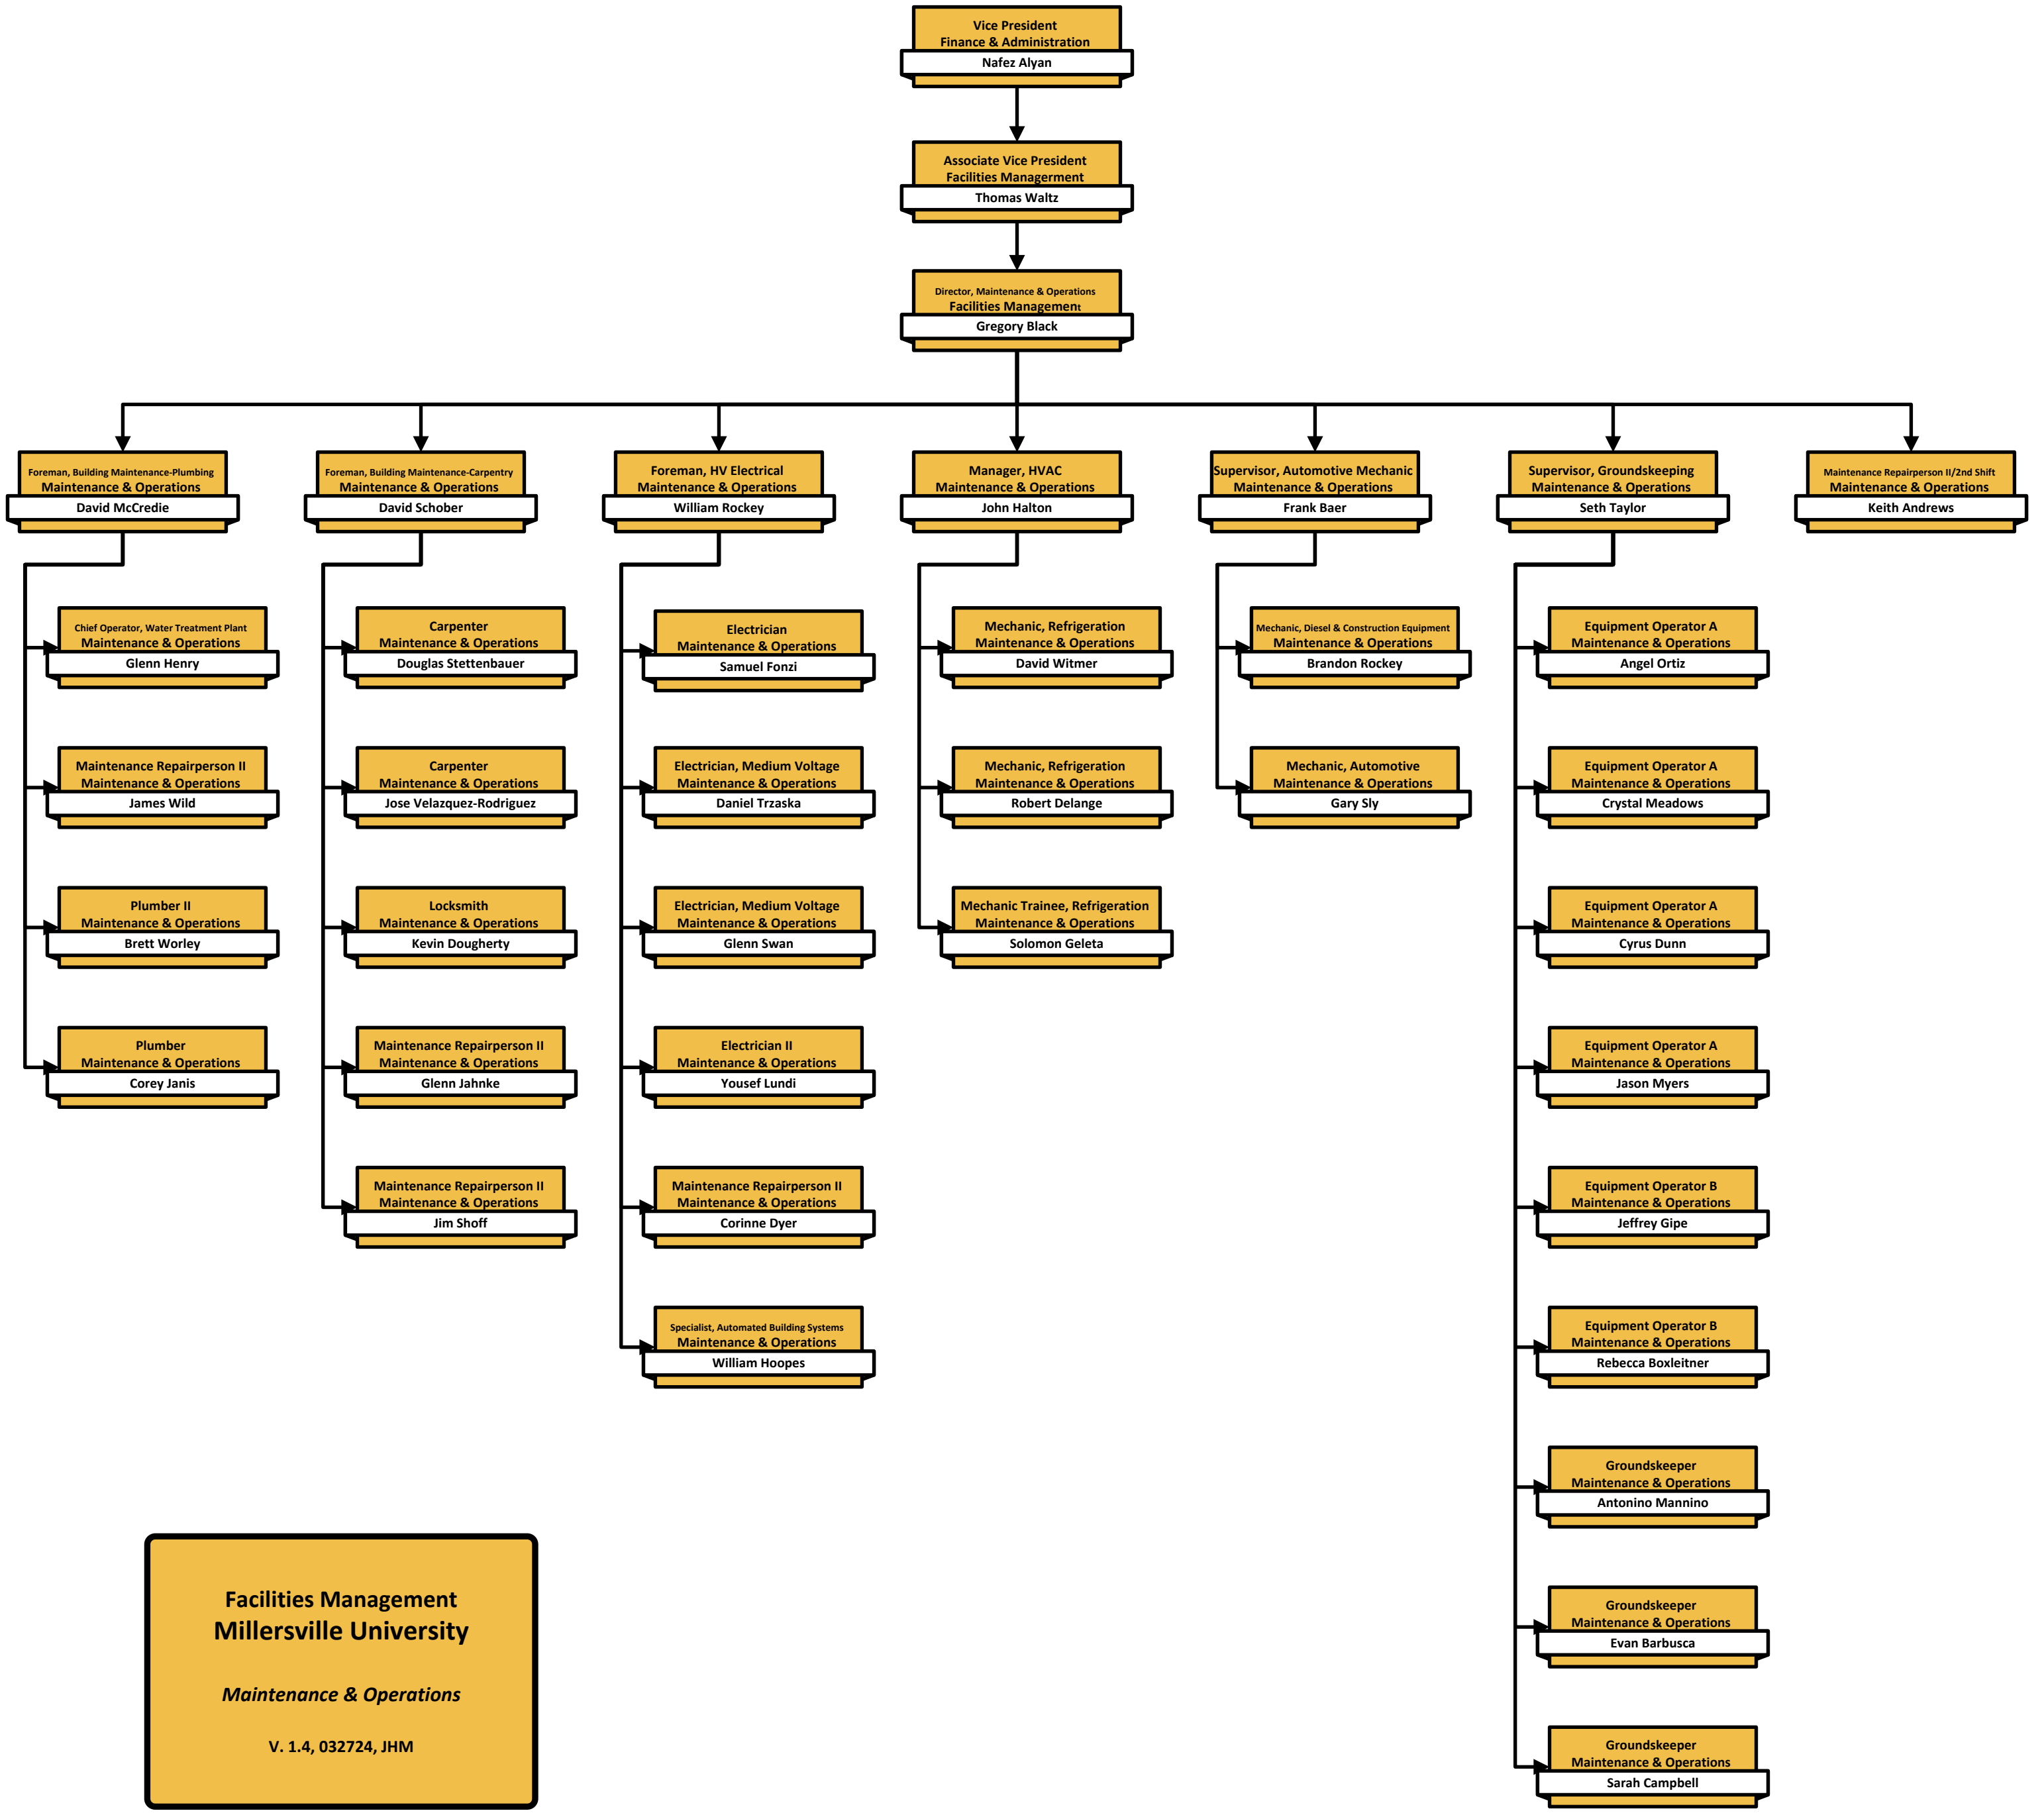 Vice President
Finance & Administration
Nafez Alyan
Associate Vice President
Facilities Managerment
Thomas Waltz
Director, Maintenance & Operations
Facilities Management
Gregory Black
Foreman, Building Maintenance-Plumbing
Maintenance & Operations
David McCredie
Foreman, Building Maintenance-Carpentry
Maintenance & Operations
David Schober
Foreman, HV Electrical
Maintenance & Operations
William Rockey
Manager, HVAC
Maintenance & Operations
John Halton
Supervisor, Automotive Mechanic
Maintenance & Operations
Frank Baer
Supervisor, Groundskeeping
Maintenance & Operations
Seth Taylor
Maintenance Repairperson II/2nd Shift
Maintenance & Operations
Keith Andrews
Chief Operator, Water Treatment Plant
Maintenance & Operations
Glenn Henry
Carpenter
Maintenance & Operations
Douglas Stettenbauer
Electrician
Maintenance & Operations
Samuel Fonzi
Mechanic, Refrigeration
Maintenance & Operations
David Witmer
Mechanic, Diesel & Construction Equipment
Maintenance & Operations
Brandon Rockey
Equipment Operator A
Maintenance & Operations
Angel Ortiz
Maintenance Repairperson II
Maintenance & Operations
James Wild
Carpenter
Maintenance & Operations
Jose Velazquez-Rodriguez
Electrician, Medium Voltage
Maintenance & Operations
Daniel Trzaska
Mechanic, Refrigeration
Maintenance & Operations
Robert Delange
Mechanic, Automotive
Maintenance & Operations
Gary Sly
Equipment Operator A
Maintenance & Operations
Crystal Meadows
Plumber II
Maintenance & Operations
Brett Worley
Locksmith
Maintenance & Operations
Kevin Dougherty
Electrician, Medium Voltage
Maintenance & Operations
Glenn Swan
Mechanic Trainee, Refrigeration
Maintenance & Operations
Solomon Geleta
Equipment Operator A
Maintenance & Operations
Cyrus Dunn
Plumber
Maintenance & Operations
Corey Janis
Maintenance Repairperson II
Maintenance & Operations
Glenn Jahnke
Electrician II
Maintenance & Operations
Yousef Lundi
Equipment Operator A
Maintenance & Operations
Jason Myers
Maintenance Repairperson II
Maintenance & Operations
Jim Shoff
Maintenance Repairperson II
Maintenance & Operations
Corinne Dyer
Equipment Operator B
Maintenance & Operations
Jeffrey Gipe
Specialist, Automated Building Systems
Maintenance & Operations
William Hoopes
Equipment Operator B
Maintenance & Operations
Rebecca Boxleitner
Groundskeeper
Maintenance & Operations
Antonino Mannino
Groundskeeper
Maintenance & Operations
Evan Barbusca
Groundskeeper
Maintenance & Operations
Sarah Campbell
Facilities Management
Millersville University
Maintenance & Operations
V. 1.4, 032724, JHM